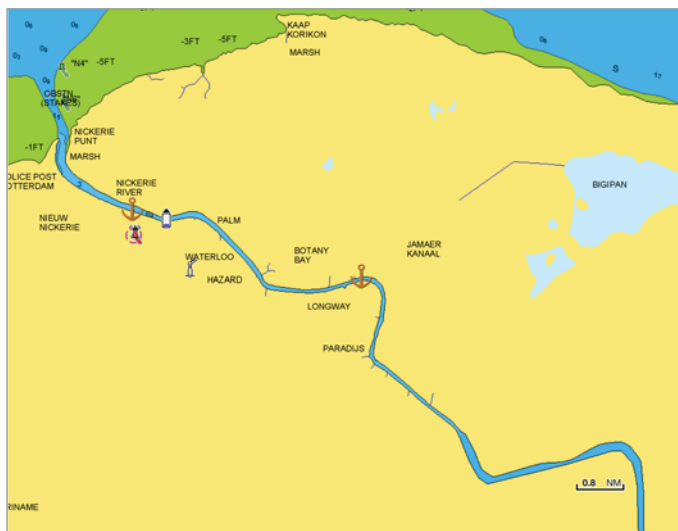 KAAP
KORIKON
MARSH
-3FT
-5FT
"N4"
-5FT
OBSTN
(STAKES)
S
NICKERIE
PUNT
MARSH
-1FT
OLICE POST
OTTERDAM
3
NICKERIE
RIVER
NIEUW
NICKERIE
PALM
WATERLOO
HAZARD
BOTANY
BAY
JAMAER
KANAAL
BIGIPAN
LONGWAY
PARADIJS
0.8 NM
RINAME